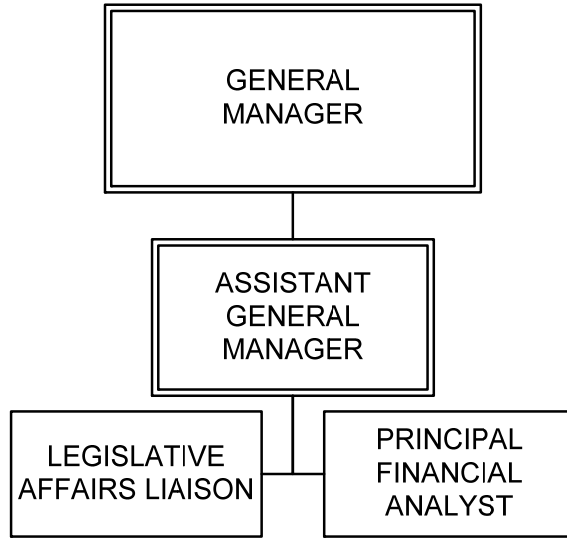 GENERAL
MANAGER
ASSISTANT
GENERAL
MANAGER
LEGISLATIVE
AFFAIRS LIAISON
PRINCIPAL
FINANCIAL
ANALYST